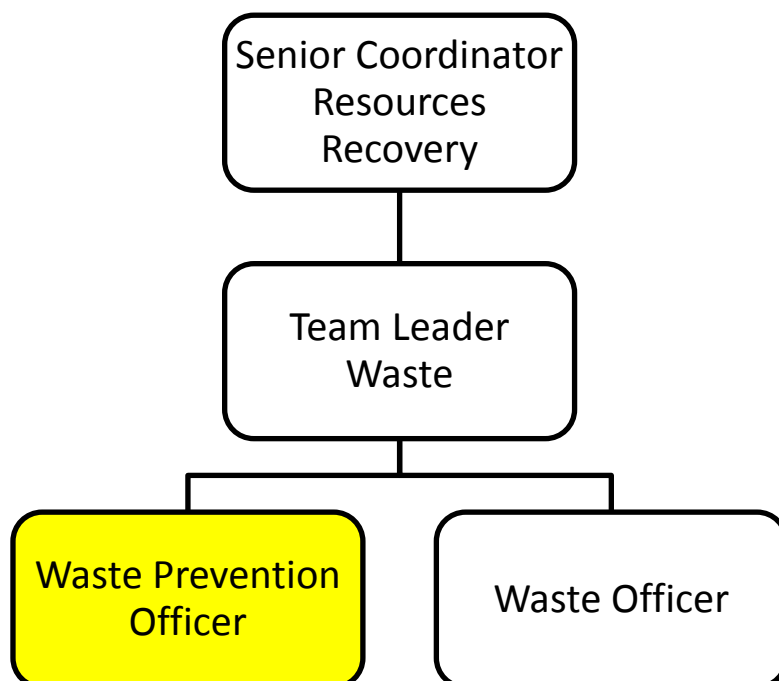 Senior Coordinator
Resources
Recovery
Team Leader
Waste
Waste Prevention
Officer
Waste Officer